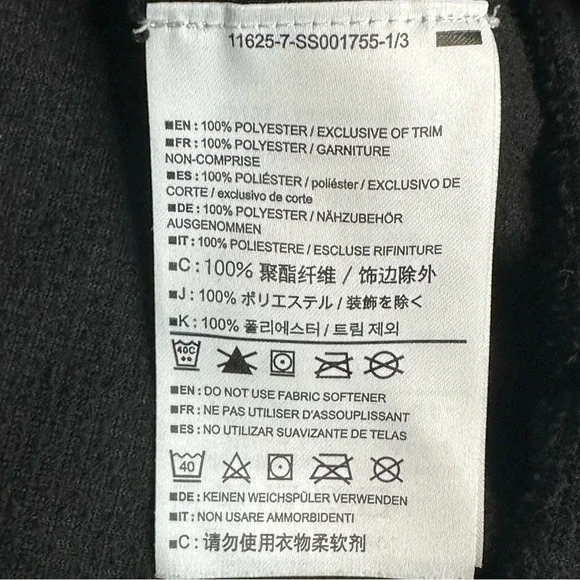 11625-7-SS001755-1/3
■EN : 100% POLYESTER / EXCLUSIVE OF TRIM
■FR : 100% POLYESTER / GARNITURE
NON-COMPRISE
■ES : 100% POLIÉSTER / poliéster / EXCLUSIVO DE
CORTE / exclusivo de corte
■DE : 100% POLYESTER / NÄHZUBEHÖR
AUSGENOMMEN
■IT : 100% POLIESTERE / ESCLUSE RIFINITURE
■C : 100% 聚酯纤维 / 饰边除外
■J : 100% ポリエステル / 装飾を除く
■K : 100% 폴리에스터 / 트림 제외
40C
■EN : DO NOT USE FABRIC SOFTENER
■FR : NE PAS UTILISER D'ASSOUPLISSANT
■ES : NO UTILIZAR SUAVIZANTE DE TELAS
40
■DE : KEINEN WEICHSPÜLER VERWENDEN
■IT : NON USARE AMMORBIDENTI
■C : 请勿使用衣物柔软剂